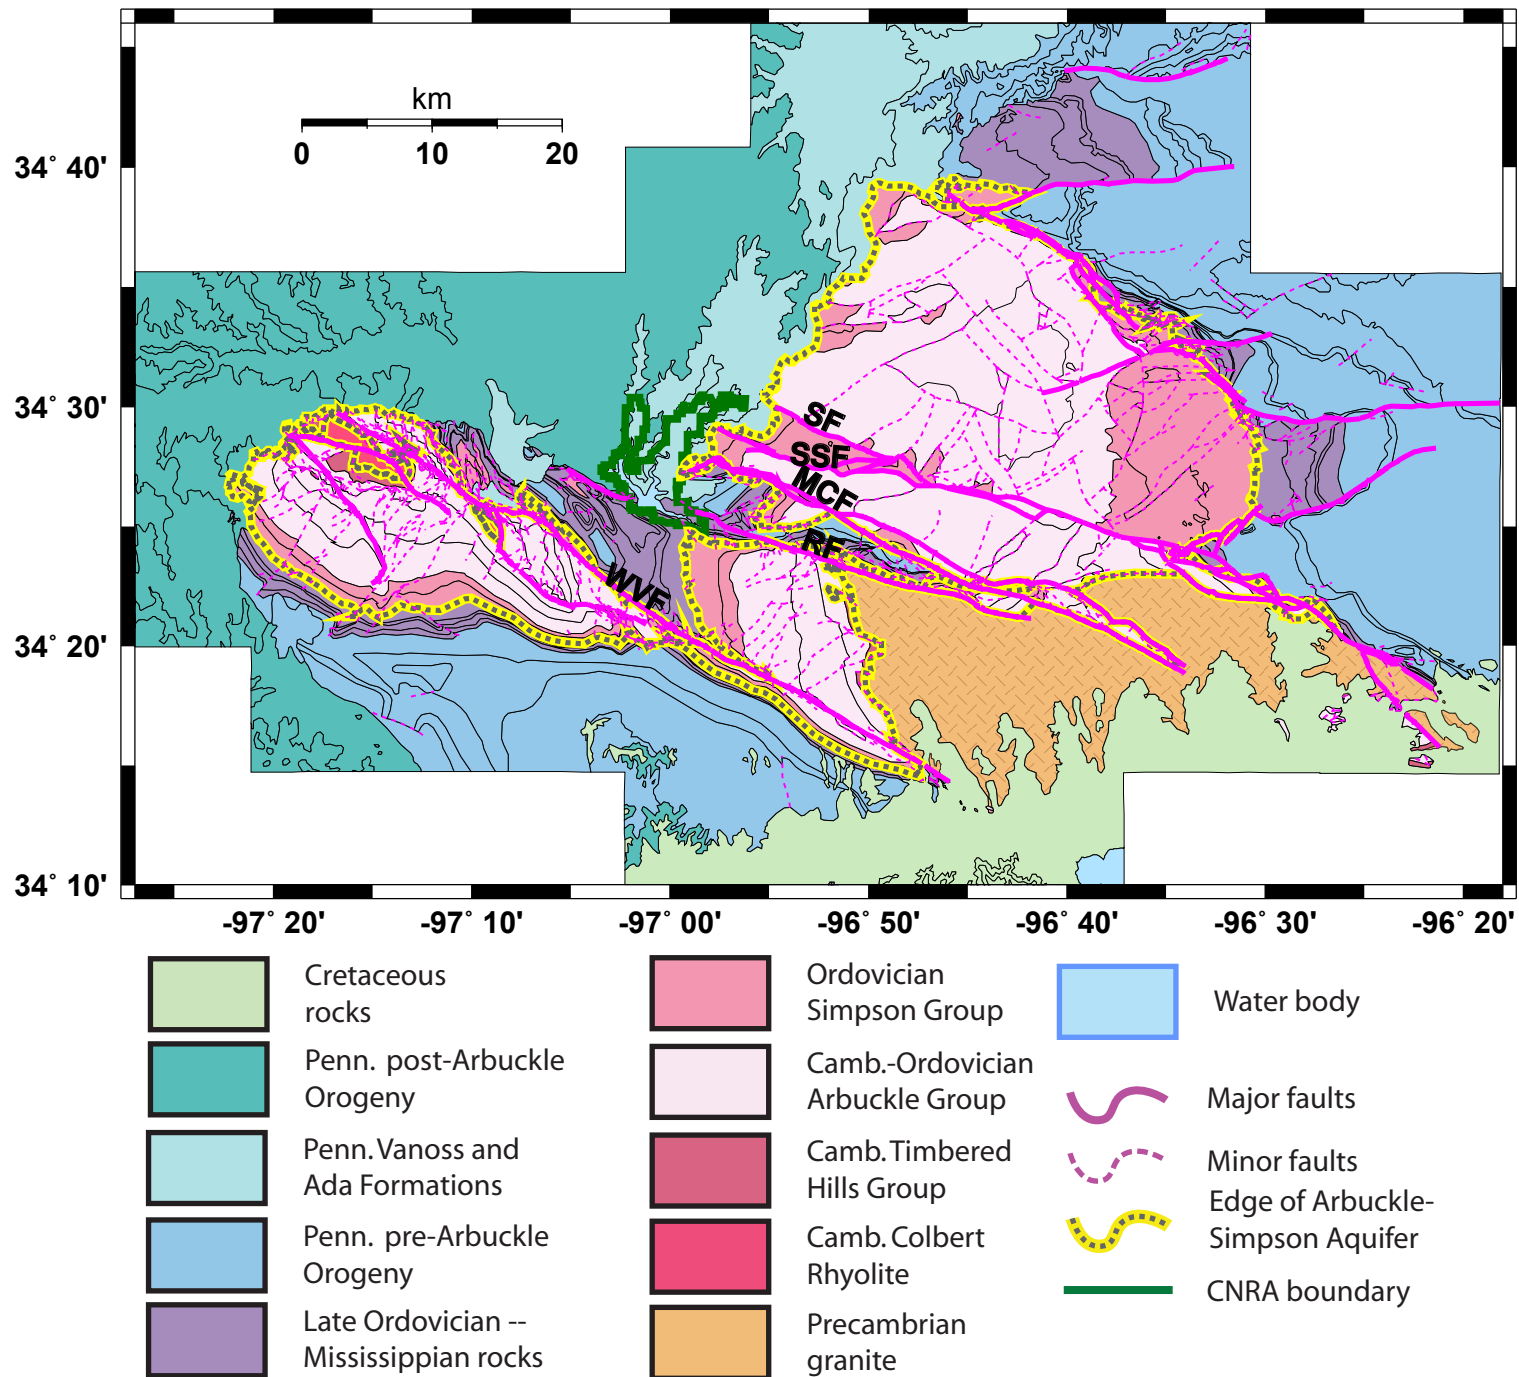 km
0 10 20
34° 40'
34° 30'
34° 20'
34° 10'
SF
SSF
MCF
RF
WVF
-97° 20' -97° 10' -97° 00' -96° 50' -96° 40' -96° 30' -96° 20'
Cretaceous
rocks
Penn. post-Arbuckle
Orogeny
Penn. Vanoss and
Ada Formations
Penn. pre-Arbuckle
Orogeny
Late Ordovician --
Mississippian rocks
Ordovician
Simpson Group
Camb.-Ordovician
Arbuckle Group
Camb. Timbered
Hills Group
Camb. Colbert
Rhyolite
Precambrian
granite
Water body
Major faults
Minor faults
Edge of Arbuckle-
Simpson Aquifer
CNRA boundary